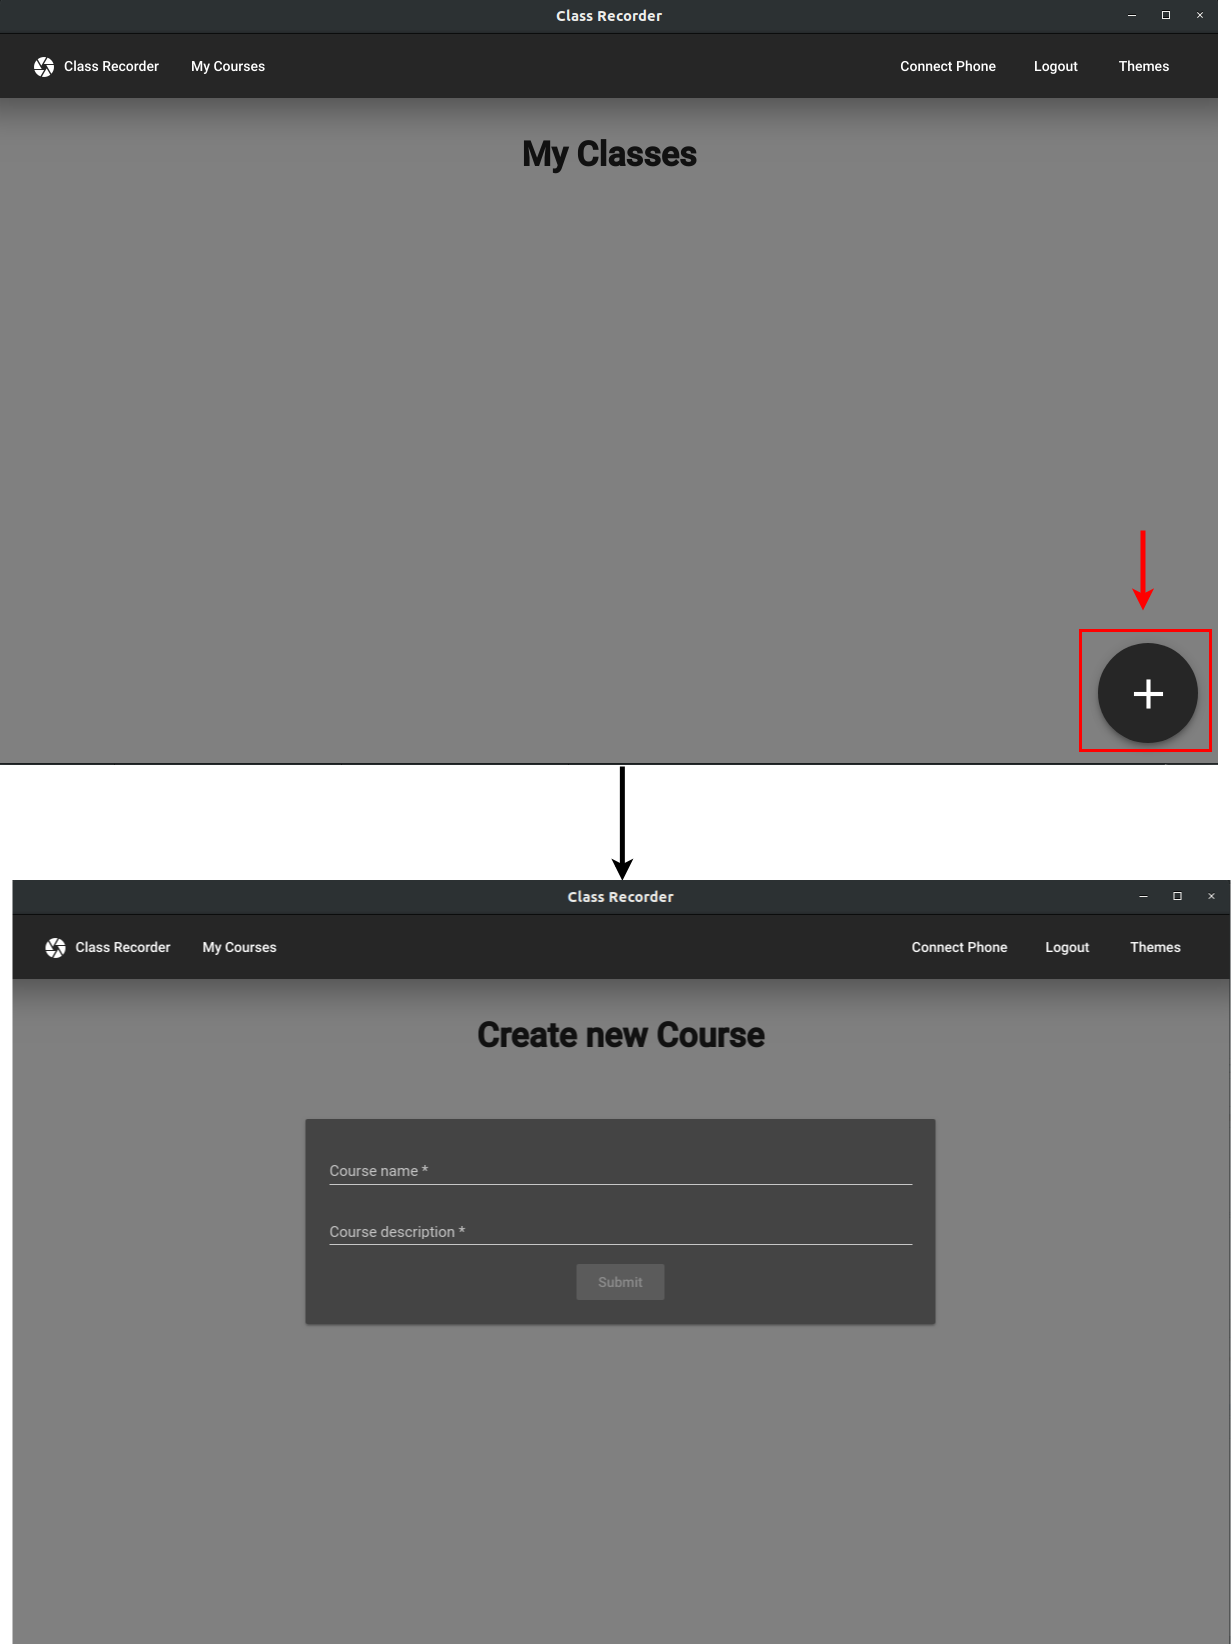 Class Recorder
Class Recorder My Courses Connect Phone Logout Themes
My Classes
+
Class Recorder
Class Recorder My Courses Connect Phone Logout Themes
Create new Course
Course name *
Course description *
Submit